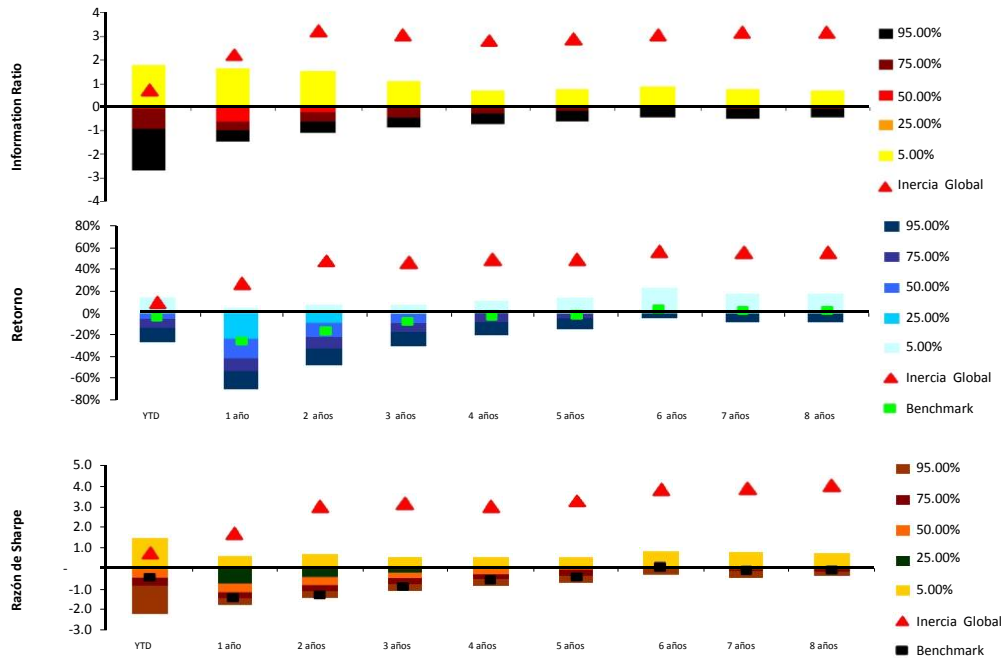 Information Ratio
4
3
2
1
0
-1
-2
-3
-4
95.00%
75.00%
50.00%
25.00%
5.00%
Inercia Global
Retorno
80%
60%
40%
20%
0%
-20%
-40%
-60%
-80%
YTD
1 año
2 años
3 años
4 años
5 años
6 años
7 años
8 años
95.00%
75.00%
50.00%
25.00%
5.00%
Inercia Global
Benchmark
Razón de Sharpe
5.0
4.0
3.0
2.0
1.0
-
-1.0
-2.0
-3.0
YTD
1 año
2 años
3 años
4 años
5 años
6 años
7 años
8 años
95.00%
75.00%
50.00%
25.00%
5.00%
Inercia Global
Benchmark